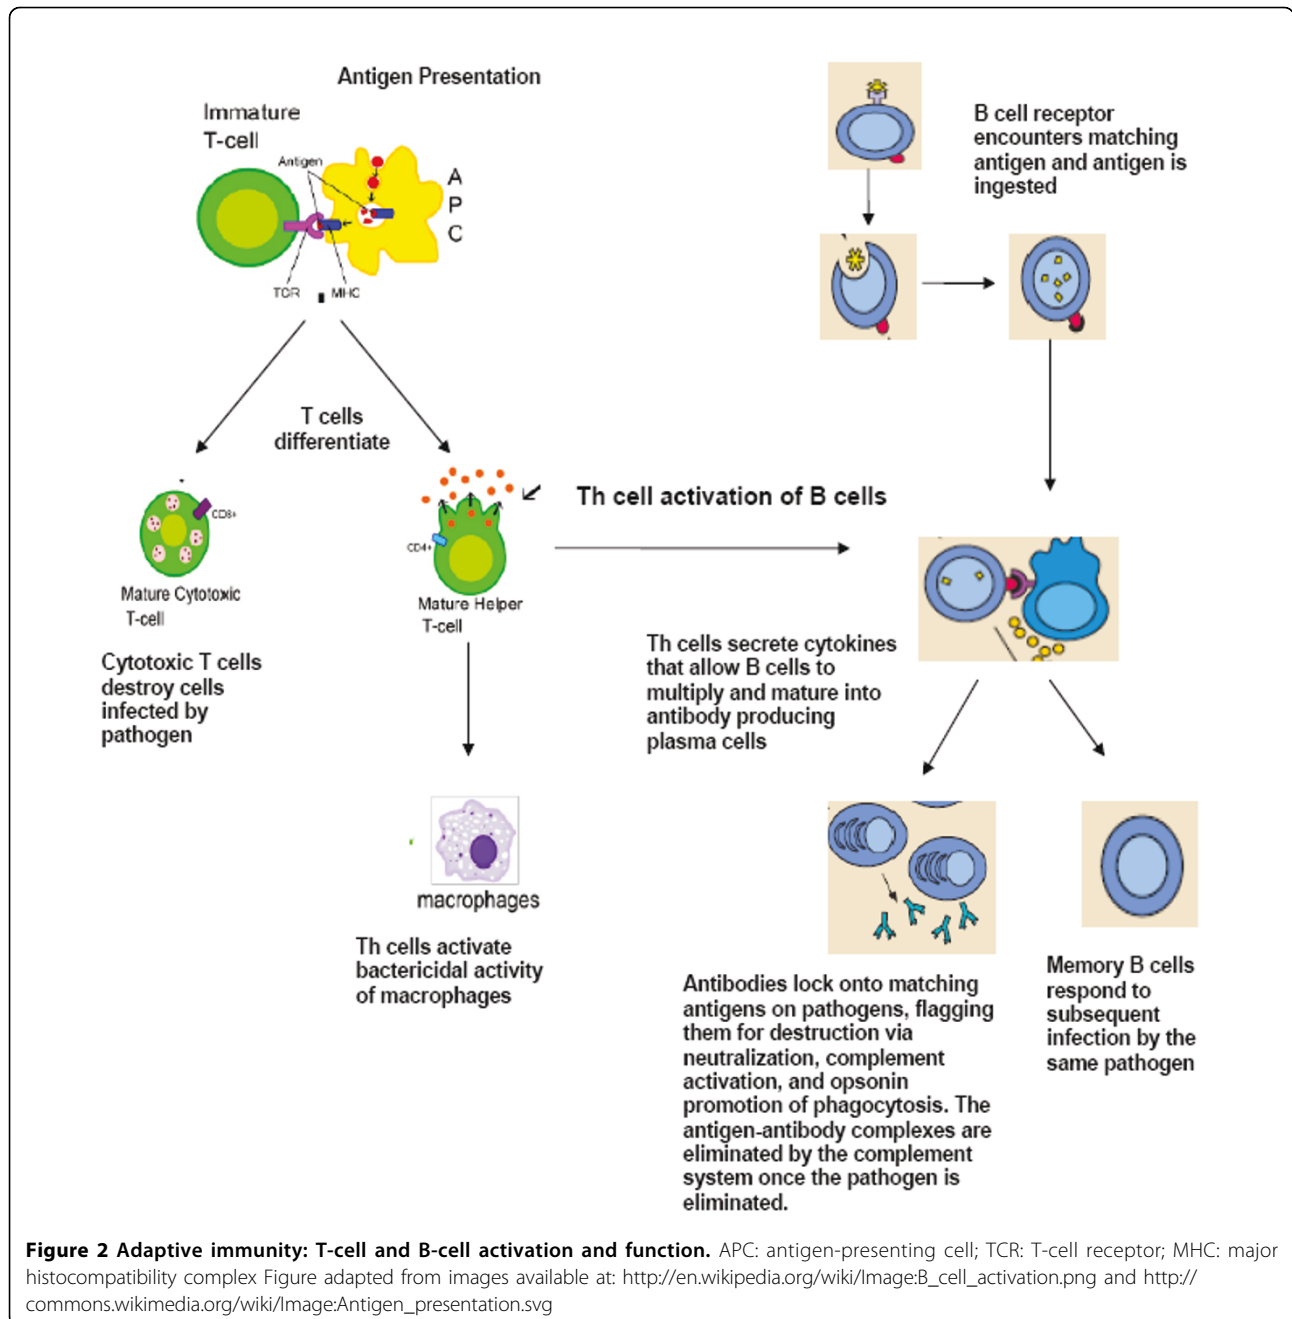 Antigen Presentation
Immature
T-cell
Antigen
A
P
C
TCR
MHC
T cells
differentiate
CD8+
Mature Cytotoxic
T-cell
Cytotoxic T cells
destroy cells
infected by
pathogen
CD4+
Mature Helper
T-cell
macrophages
Th cells activate
bactericidal activity
of macrophages
B cell receptor
encounters matching
antigen and antigen is
ingested
Th cell activation of B cells
Th cells secrete cytokines
that allow B cells to
multiply and mature into
antibody producing
plasma cells
Antibodies lock onto matching
antigens on pathogens, flagging
them for destruction via
neutralization, complement
activation, and opsonin
promotion of phagocytosis. The
antigen-antibody complexes are
eliminated by the complement
system once the pathogen is
eliminated.
Memory B cells
respond to
subsequent
infection by the
same pathogen
Figure 2 Adaptive immunity: T-cell and B-cell activation and function. APC: antigen-presenting cell; TCR: T-cell receptor; MHC: major
histocompatibility complex Figure adapted from images available at: http://en.wikipedia.org/wiki/Image:B_cell_activation.png and http://
commons.wikimedia.org/wiki/Image:Antigen_presentation.svg